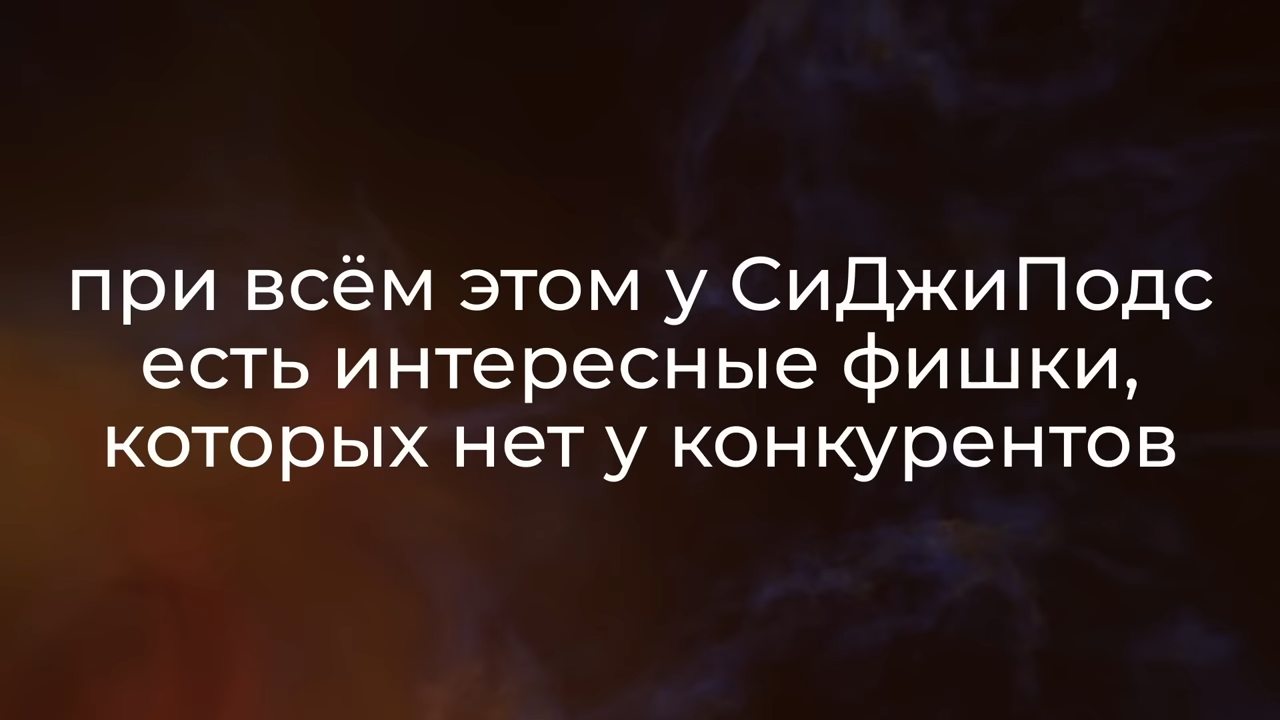 при всём этом у СиДжиПодс
есть интересные фишки,
которых нет у конкурентов